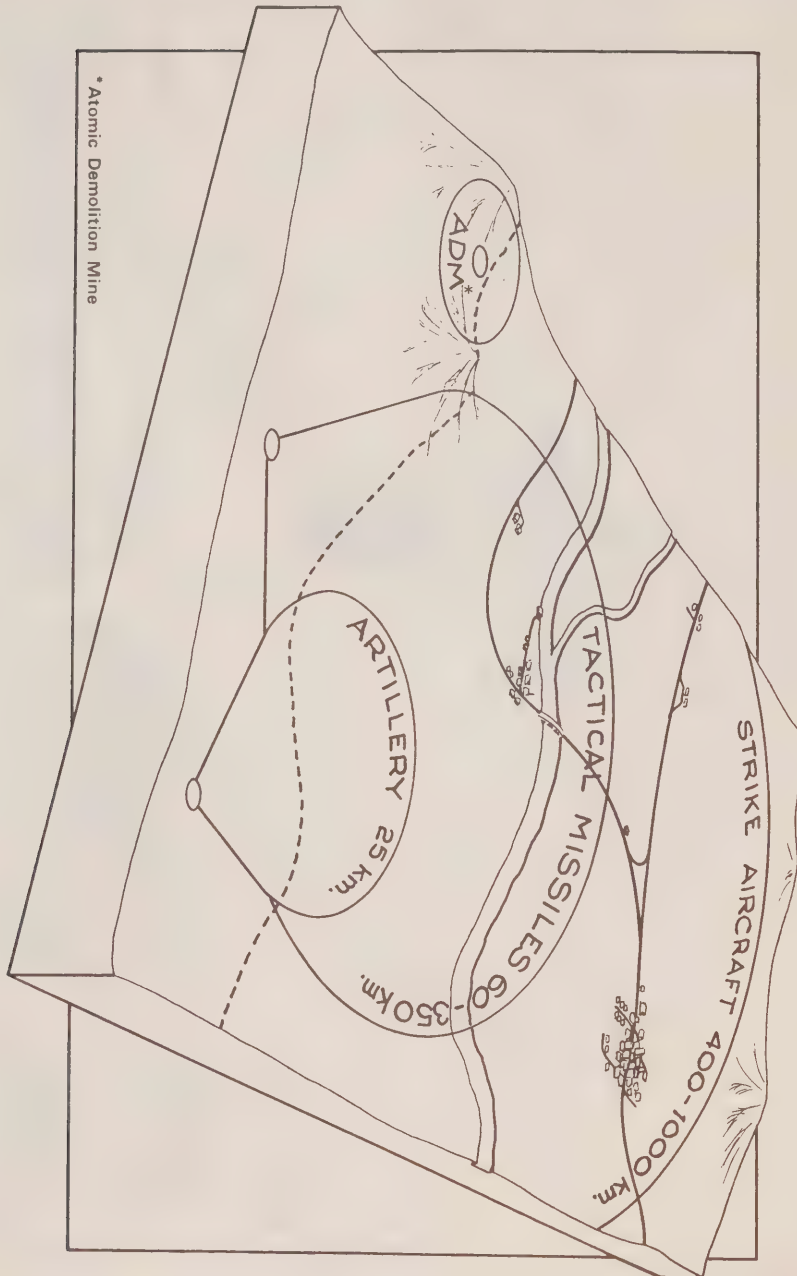 STRIKE AIRCRAFT 400-1000 km.
TACTICAL MISSILES 60-350 km.
ARTILLERY 25 km.
ADM*
*Atomic Demolition Mine